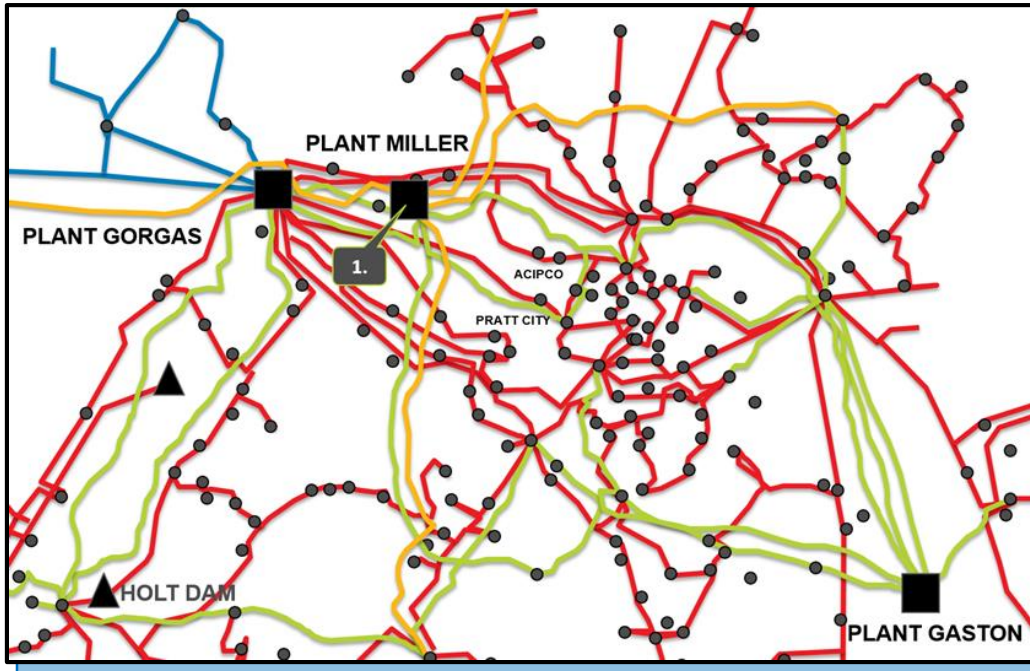 PLANT MILLER
PLANT GORGAS
1.
ACIPCO
PRATT CITY
HOLT DAM
PLANT GASTON